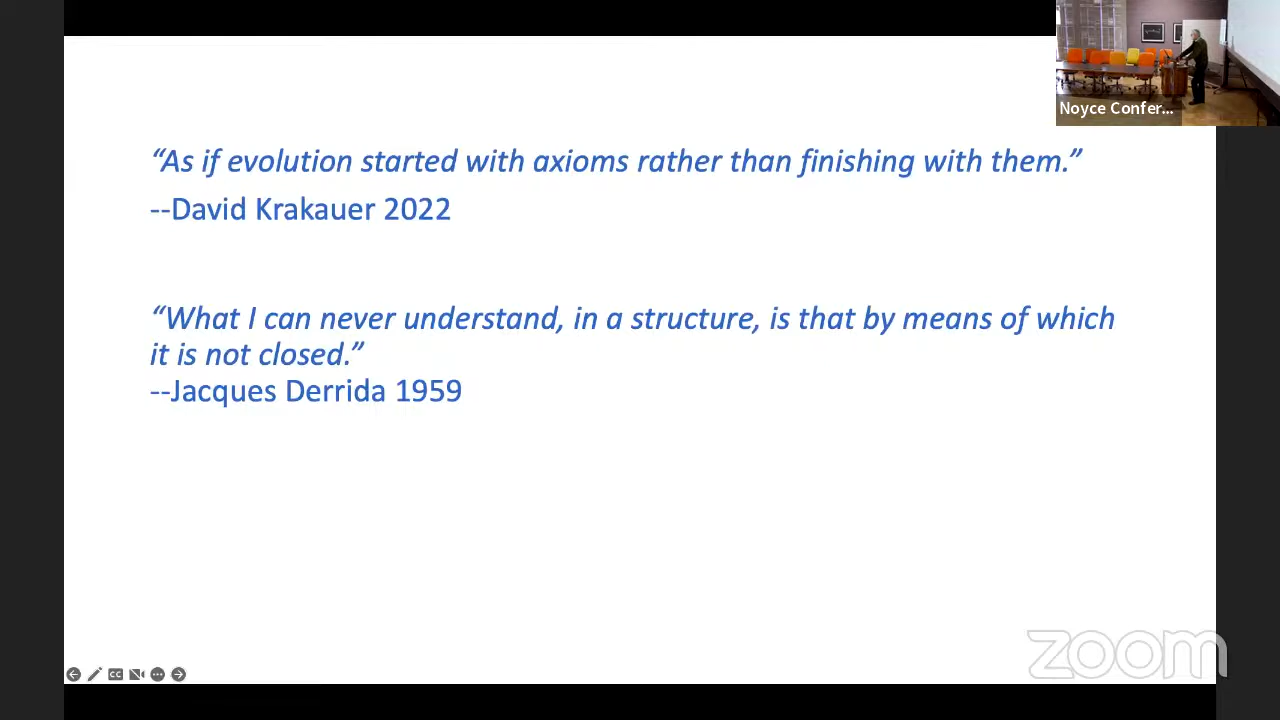 Noyce Confer...
“As if evolution started with axioms rather than finishing with them.”
--David Krakauer 2022
“What I can never understand, in a structure, is that by means of which
it is not closed.”
--Jacques Derrida 1959
CC
zoom